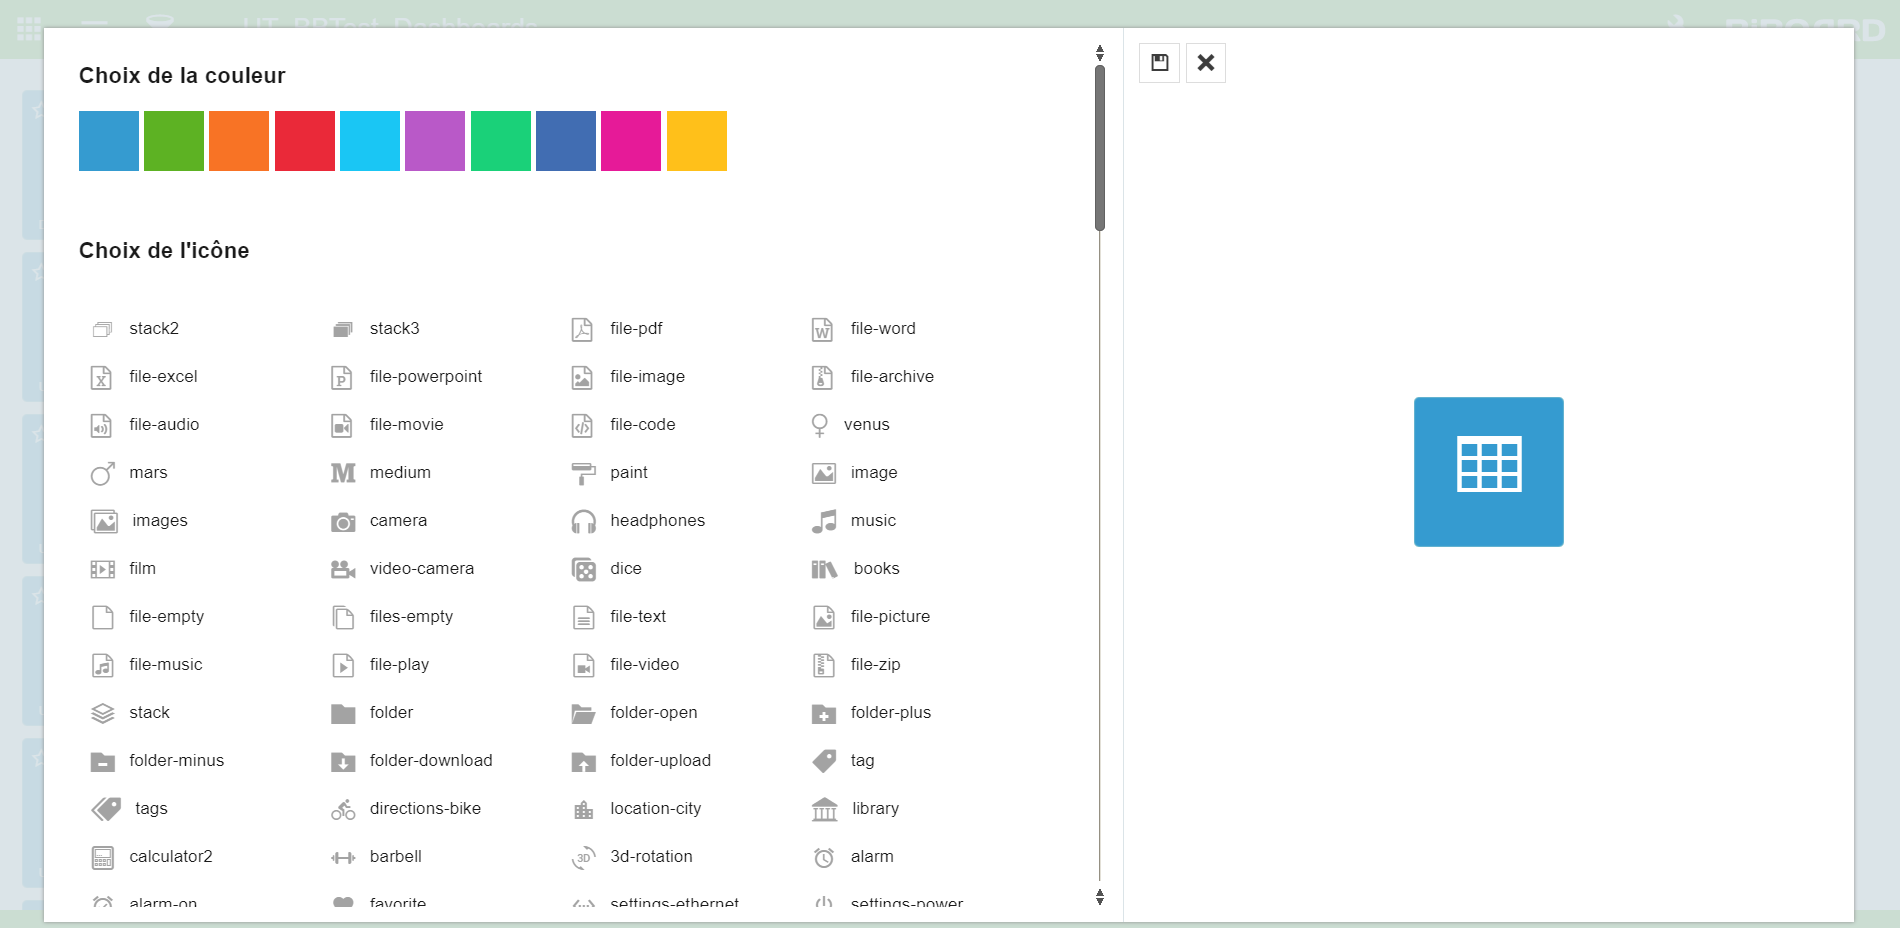 UT_BPTest_Dashboards
Choix de la couleur
Choix de l'icône
stack2 stack3 file-pdf file-word
file-excel file-powerpoint file-image file-archive
file-audio file-movie file-code venus
mars medium paint image
images camera headphones music
film video-camera dice books
file-empty files-empty file-text file-picture
file-music file-play file-video file-zip
stack folder folder-open folder-plus
folder-minus folder-download folder-upload tag
tags directions-bike location-city library
calculator2 barbell 3d-rotation alarm
alarm-on favorite settings-ethernet settings-power